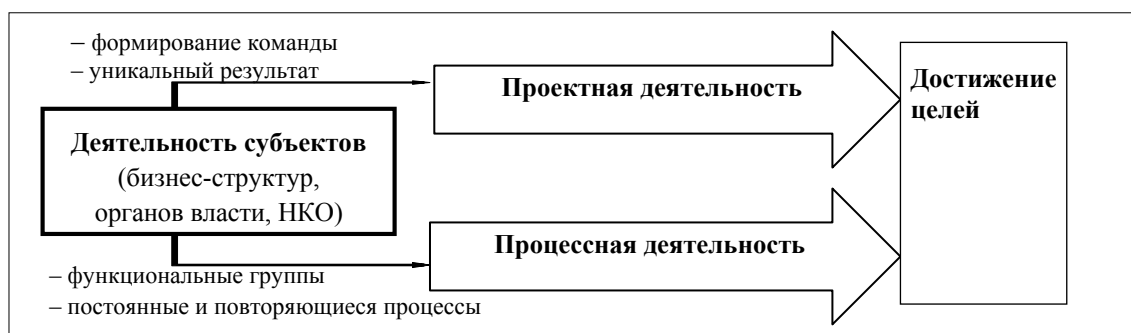 – формирование команды
– уникальный результат
Проектная деятельность
Достижение
целей
Деятельность субъектов
(бизнес-структур,
органов власти, НКО)
Процессная деятельность
– функциональные группы
– постоянные и повторяющиеся процессы